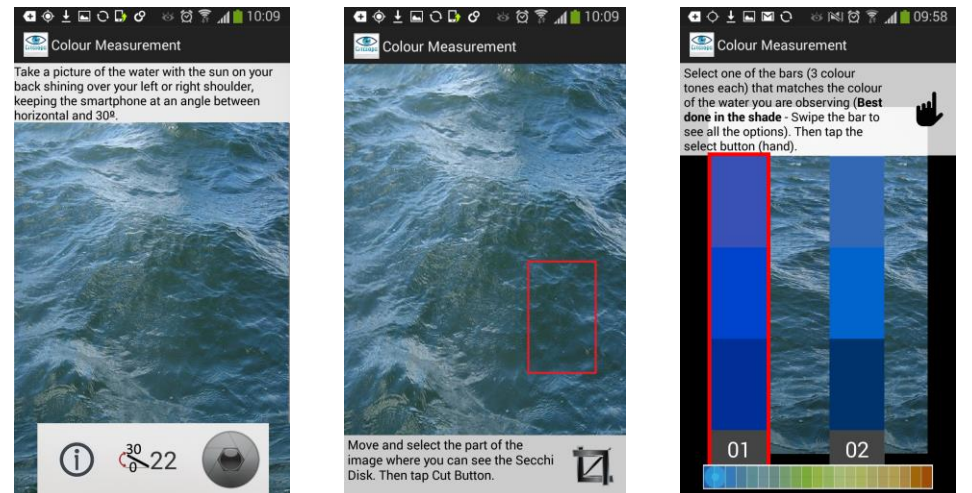 10:09
Colour Measurement
Take a picture of the water with the sun on your
back shining over your left or right shoulder,
keeping the smartphone at an angle between
horizontal and 30º.
30
0
22
10:09
Colour Measurement
Move and select the part of the
image where you can see the Secchi
Disk. Then tap Cut Button.
09:58
Colour Measurement
Select one of the bars (3 colour
tones each) that matches the colour
of the water you are observing (Best
done in the shade - Swipe the bar to
see all the options). Then tap the
select button (hand).
01
02